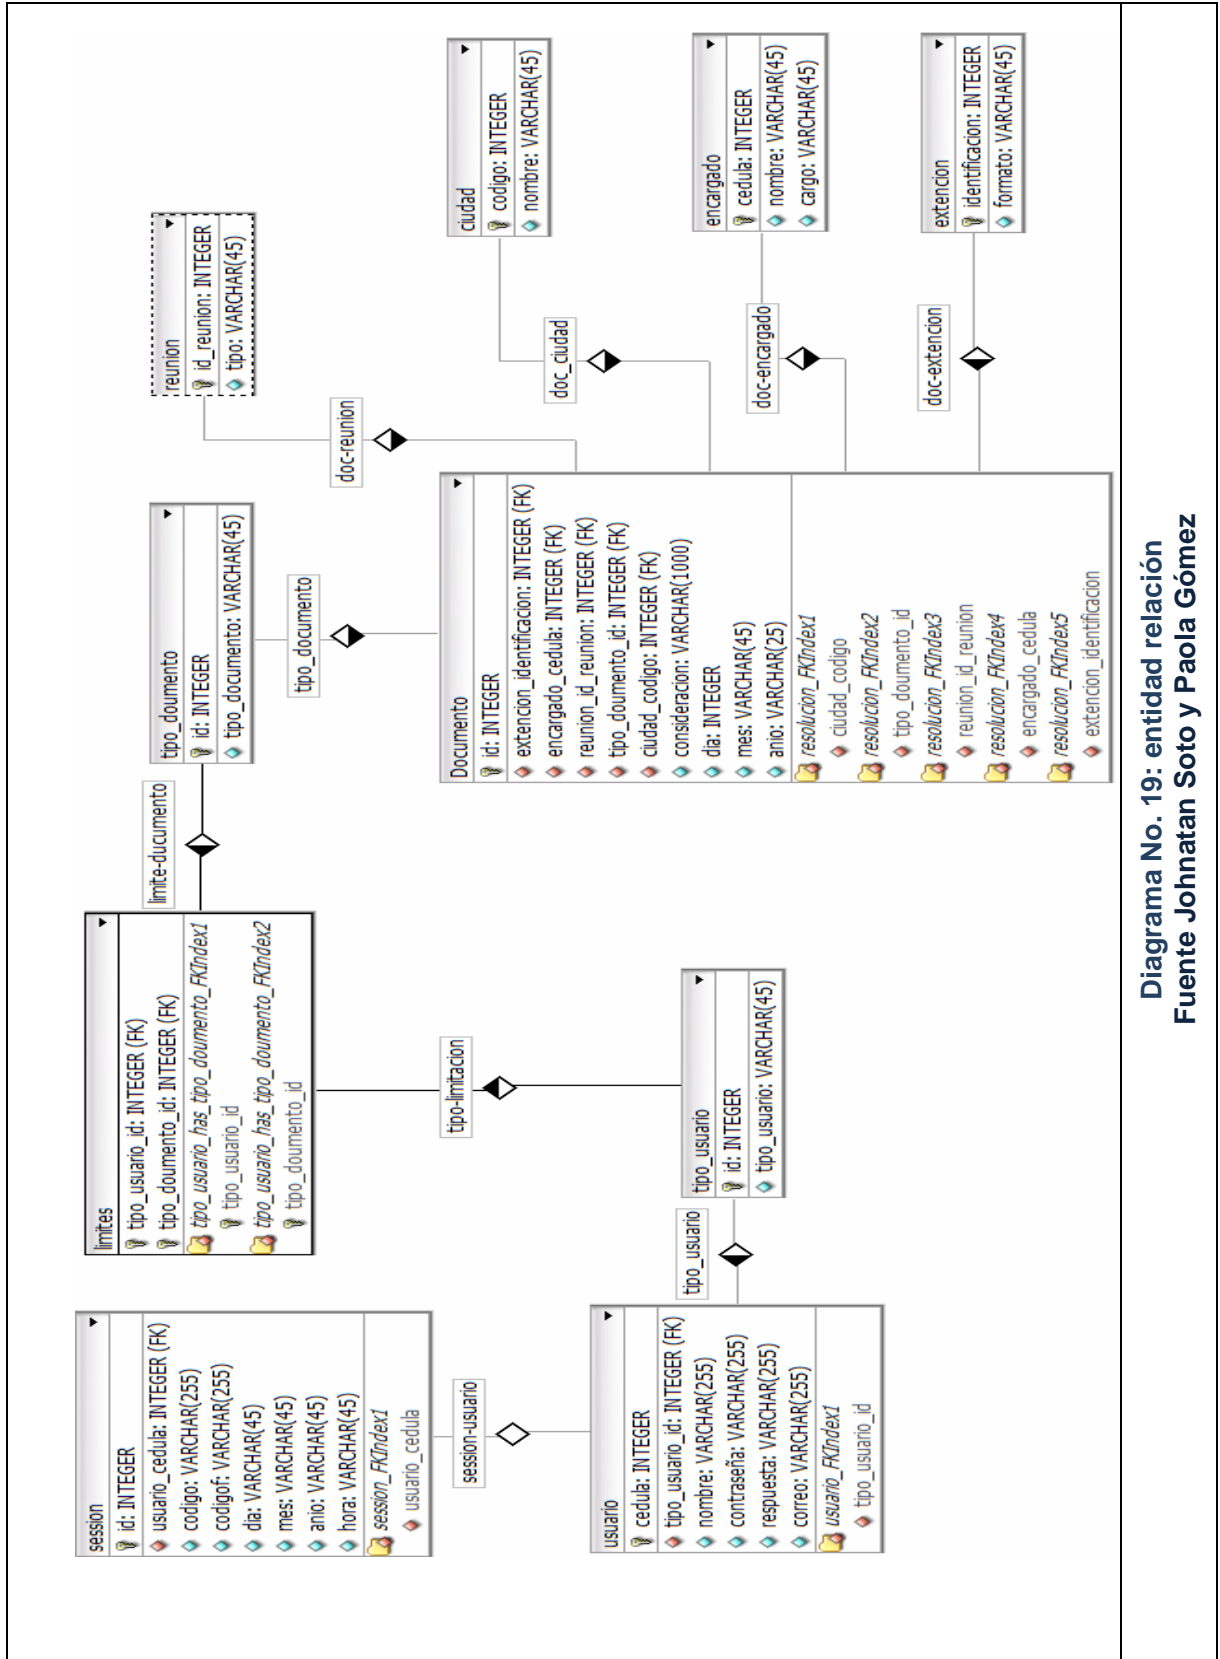 session
id: INTEGER
usuario_cedula: INTEGER (FK)
codigo: VARCHAR(255)
codigof: VARCHAR(255)
dia: VARCHAR(45)
mes: VARCHAR(45)
anio: VARCHAR(45)
hora: VARCHAR(45)
session_FKIndex1
usuario_cedula
session-usuario
usuario
cedula: INTEGER
tipo_usuario_id: INTEGER (FK)
nombre: VARCHAR(255)
contraseña: VARCHAR(255)
respuesta: VARCHAR(255)
correo: VARCHAR(255)
usuario_FKIndex1
tipo_usuario_id
tipo_usuario
limites
tipo_usuario_id: INTEGER (FK)
tipo_doumento_id: INTEGER (FK)
tipo_usuario_has_tipo_doumento_FKIndex1
tipo_usuario_id
tipo_usuario_has_tipo_doumento_FKIndex2
tipo_doumento_id
tipo-limitacion
tipo_usuario
id: INTEGER
tipo_usuario: VARCHAR(45)
limite-ducumento
tipo_doumento
id: INTEGER
tipo_documento: VARCHAR(45)
tipo_documento
Documento
id: INTEGER
extencion_identificacion: INTEGER (FK)
encargado_cedula: INTEGER (FK)
reunion_id_reunion: INTEGER (FK)
tipo_doumento_id: INTEGER (FK)
ciudad_codigo: INTEGER (FK)
consideracion: VARCHAR(1000)
dia: INTEGER
mes: VARCHAR(45)
anio: VARCHAR(25)
resolucion_FKIndex1
ciudad_codigo
resolucion_FKIndex2
tipo_doumento_id
resolucion_FKIndex3
reunion_id_reunion
resolucion_FKIndex4
encargado_cedula
resolucion_FKIndex5
extencion_identificacion
doc-reunion
reunion
id_reunion: INTEGER
tipo: VARCHAR(45)
doc_ciudad
ciudad
codigo: INTEGER
nombre: VARCHAR(45)
doc-encargado
encargado
cedula: INTEGER
nombre: VARCHAR(45)
cargo: VARCHAR(45)
doc-extencion
extencion
identificacion: INTEGER
formato: VARCHAR(45)
Diagrama No. 19: entidad relación
Fuente Johnatan Soto y Paola Gómez